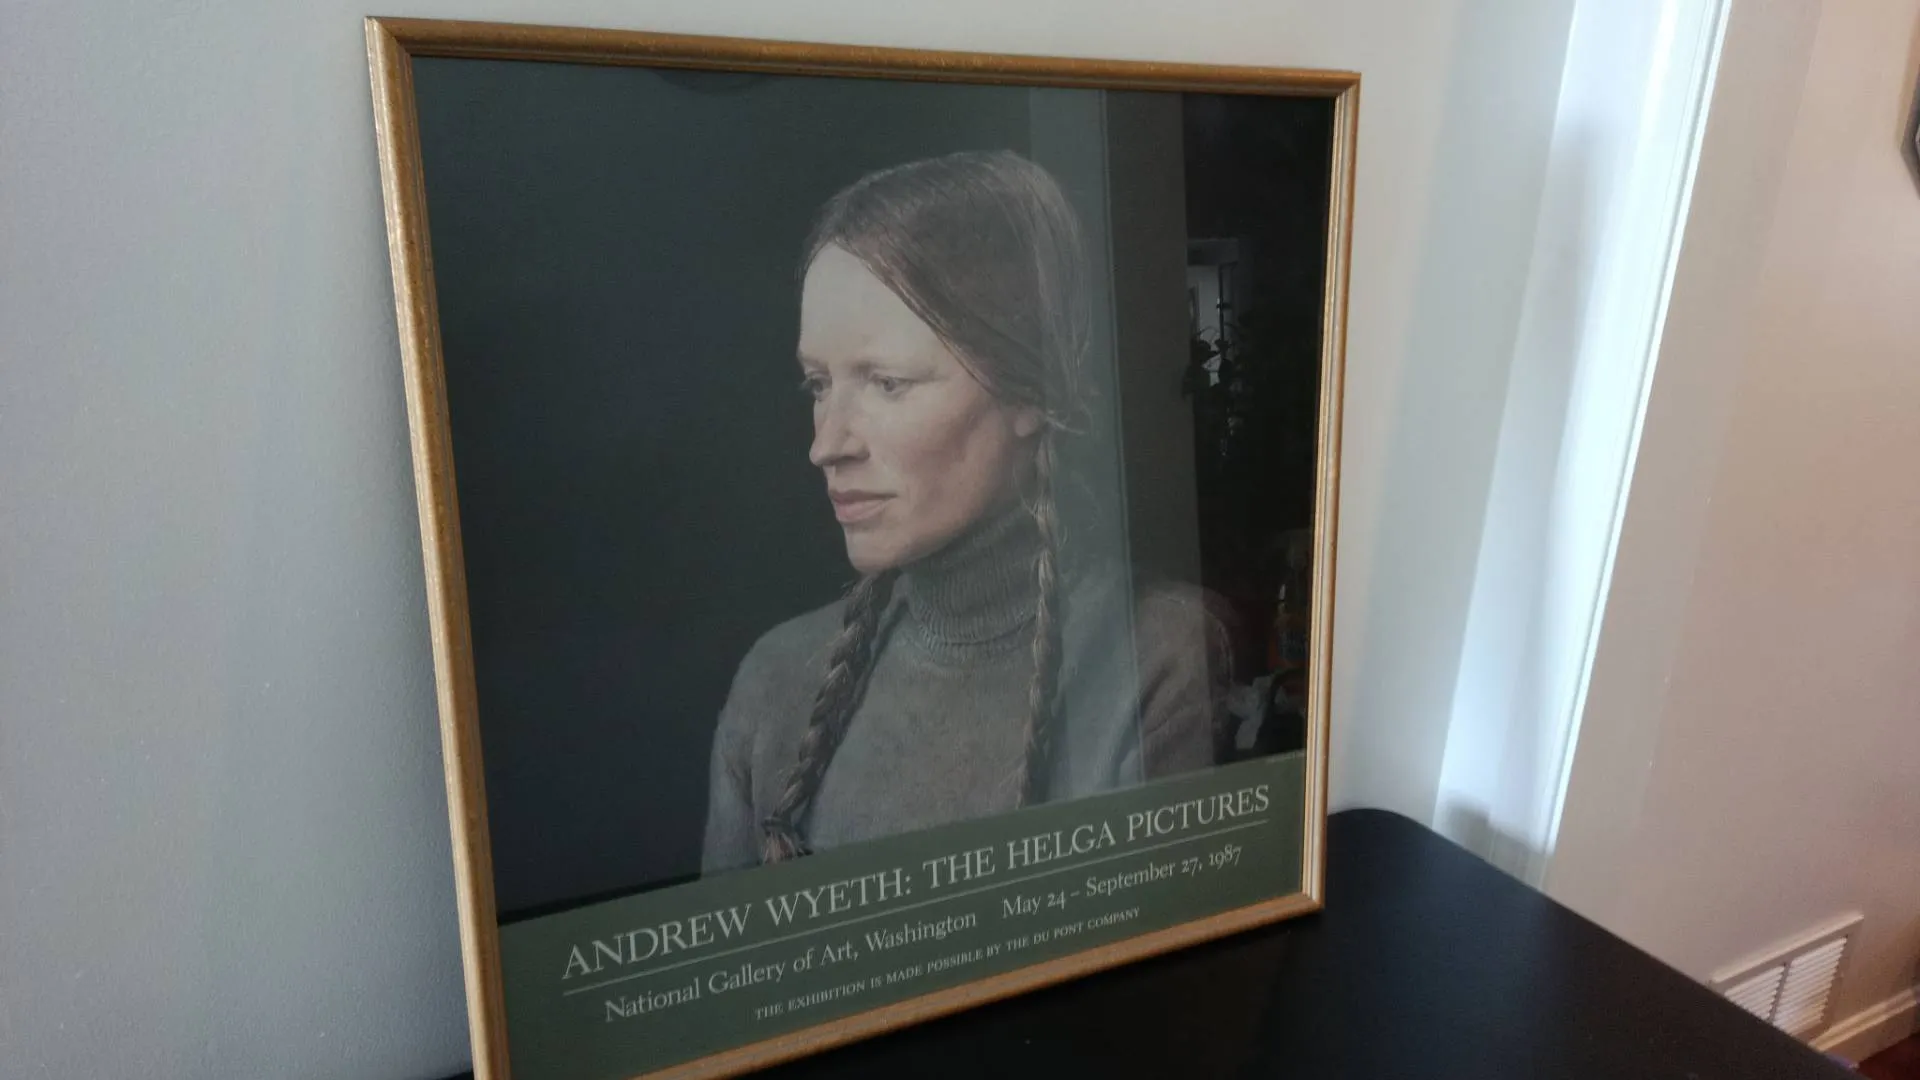 ANDREW WYETH: THE HELGA PICTURES
National Gallery of Art, Washington May 24 – September 27, 1987
THE EXHIBITION IS MADE POSSIBLE BY THE DU PONT COMPANY